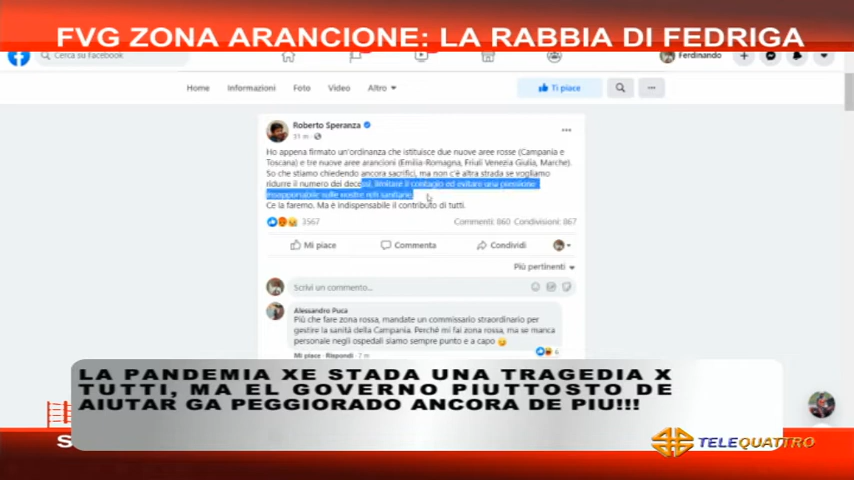 FVG ZONA ARANCIONE: LA RABBIA DI FEDRIGA
Cerca su Facebook
Ferdinando
Home Informazioni Foto Video Altro
Ti piace
Roberto Speranza
31 m
Ho appena firmato un'ordinanza che istituisce due nuove aree rosse (Campania e
Toscana) e tre nuove aree arancioni (Emilia-Romagna, Friuli Venezia Giulia, Marche).
So che stiamo chiedendo ancora sacrifici, ma non c'è altra strada se vogliamo
ridurre il numero dei decessi, limitare il contagio ed evitare una pressione
insopportabile sulle nostre reti sanitarie.
Ce la faremo. Ma è indispensabile il contributo di tutti.
3567
Commenti: 860 Condivisioni: 867
Mi piace
Commenta
Condividi
Più pertinenti
Scrivi un commento...
Alessandro Puca
Più che fare zona rossa, mandate un commissario straordinario per
gestire la sanità della Campania. Perché mi fai zona rossa, ma se manca
personale negli ospedali siamo sempre punto e a capo
6
Mi piace · Rispondi · 7 m
LA PANDEMIA XE STADA UNA TRAGEDIA X
TUTTI, MA EL GOVERNO PIUTTOSTO DE
AIUTAR GA PEGGIORADO ANCORA DE PIU!!!
S
TELEQUATTRO